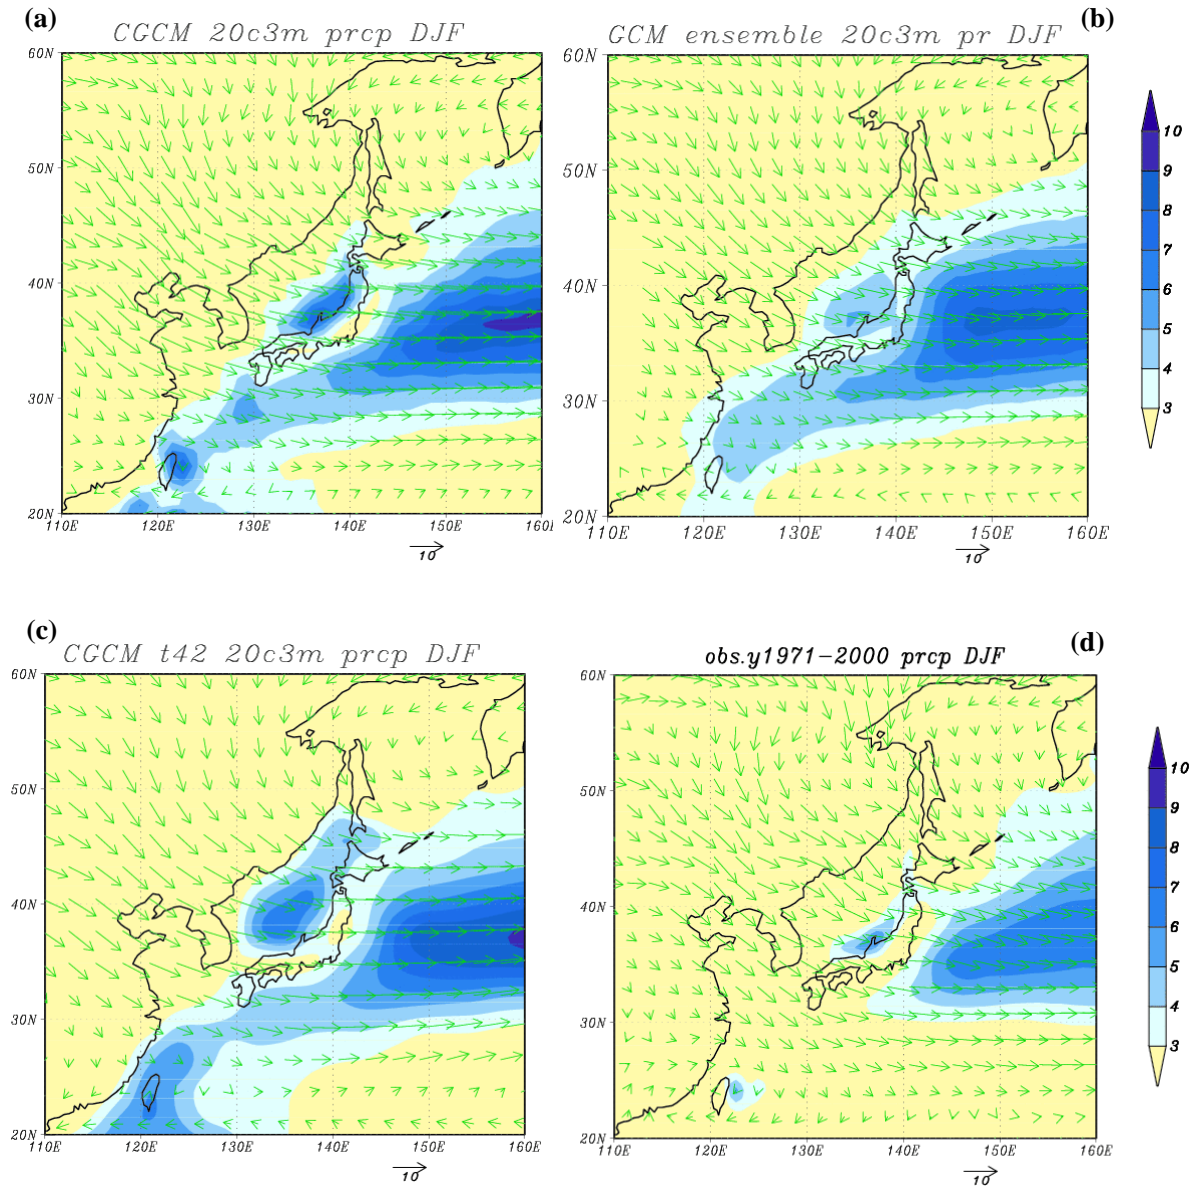 (a) CGCM 20c3m prcp DJF
GCM ensemble 20c3m pr DJF (b)
60N
50N
40N
30N
20N
110E 120E 130E 140E 150E 160E
10
60N
50N
40N
30N
20N
110E 120E 130E 140E 150E 160E
10
10
9
8
7
6
5
4
3
(c)
CGCM t42 20c3m prcp DJF
obs.y1971-2000 prcp DJF (d)
60N
50N
40N
30N
20N
110E 120E 130E 140E 150E 160E
10
60N
50N
40N
30N
20N
110E 120E 130E 140E 150E 160E
10
10
9
8
7
6
5
4
3